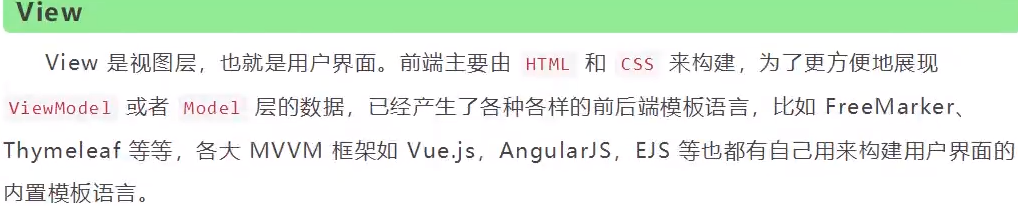 View
View 是视图层，也就是用户界面。前端主要由 HTML 和 CSS 来构建，为了更方便地展现
ViewModel 或者 Model 层的数据，已经产生了各种各样的前后端模板语言，比如 FreeMarker、
Thymeleaf 等等，各大 MVVM 框架如 Vue.js，AngularJS，EJS 等也都有自己用来构建用户界面的
内置模板语言。